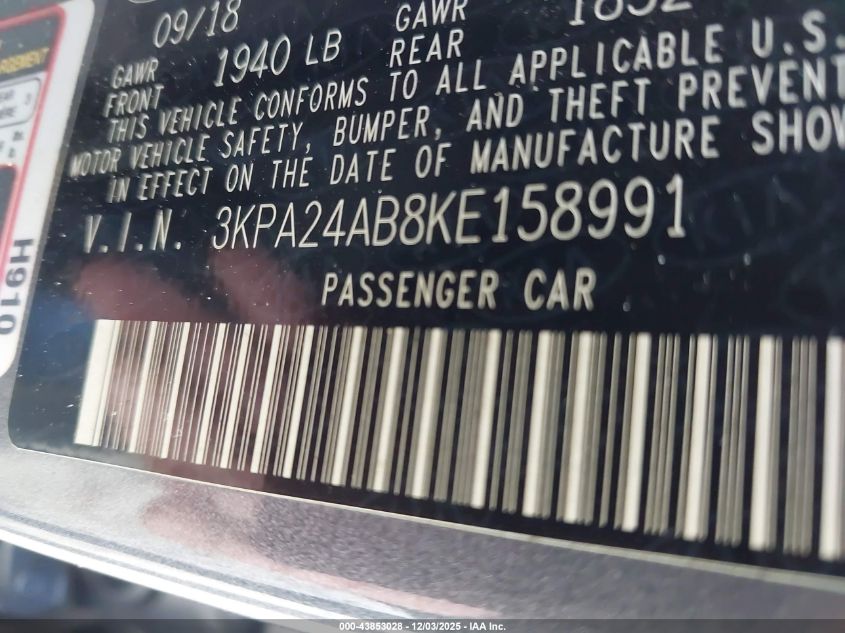 09/18 GAWR 1852
GAWR 1940 LB REAR
FRONT
THIS VEHICLE CONFORMS TO ALL APPLICABLE U.S.
MOTOR VEHICLE SAFETY, BUMPER, AND THEFT PREVENT
IN EFFECT ON THE DATE OF MANUFACTURE SHOW
V.I.N. 3KPA24AB8KE158991
PASSENGER CAR
H910
000-43853028 - 12/03/2025 - IAA Inc.